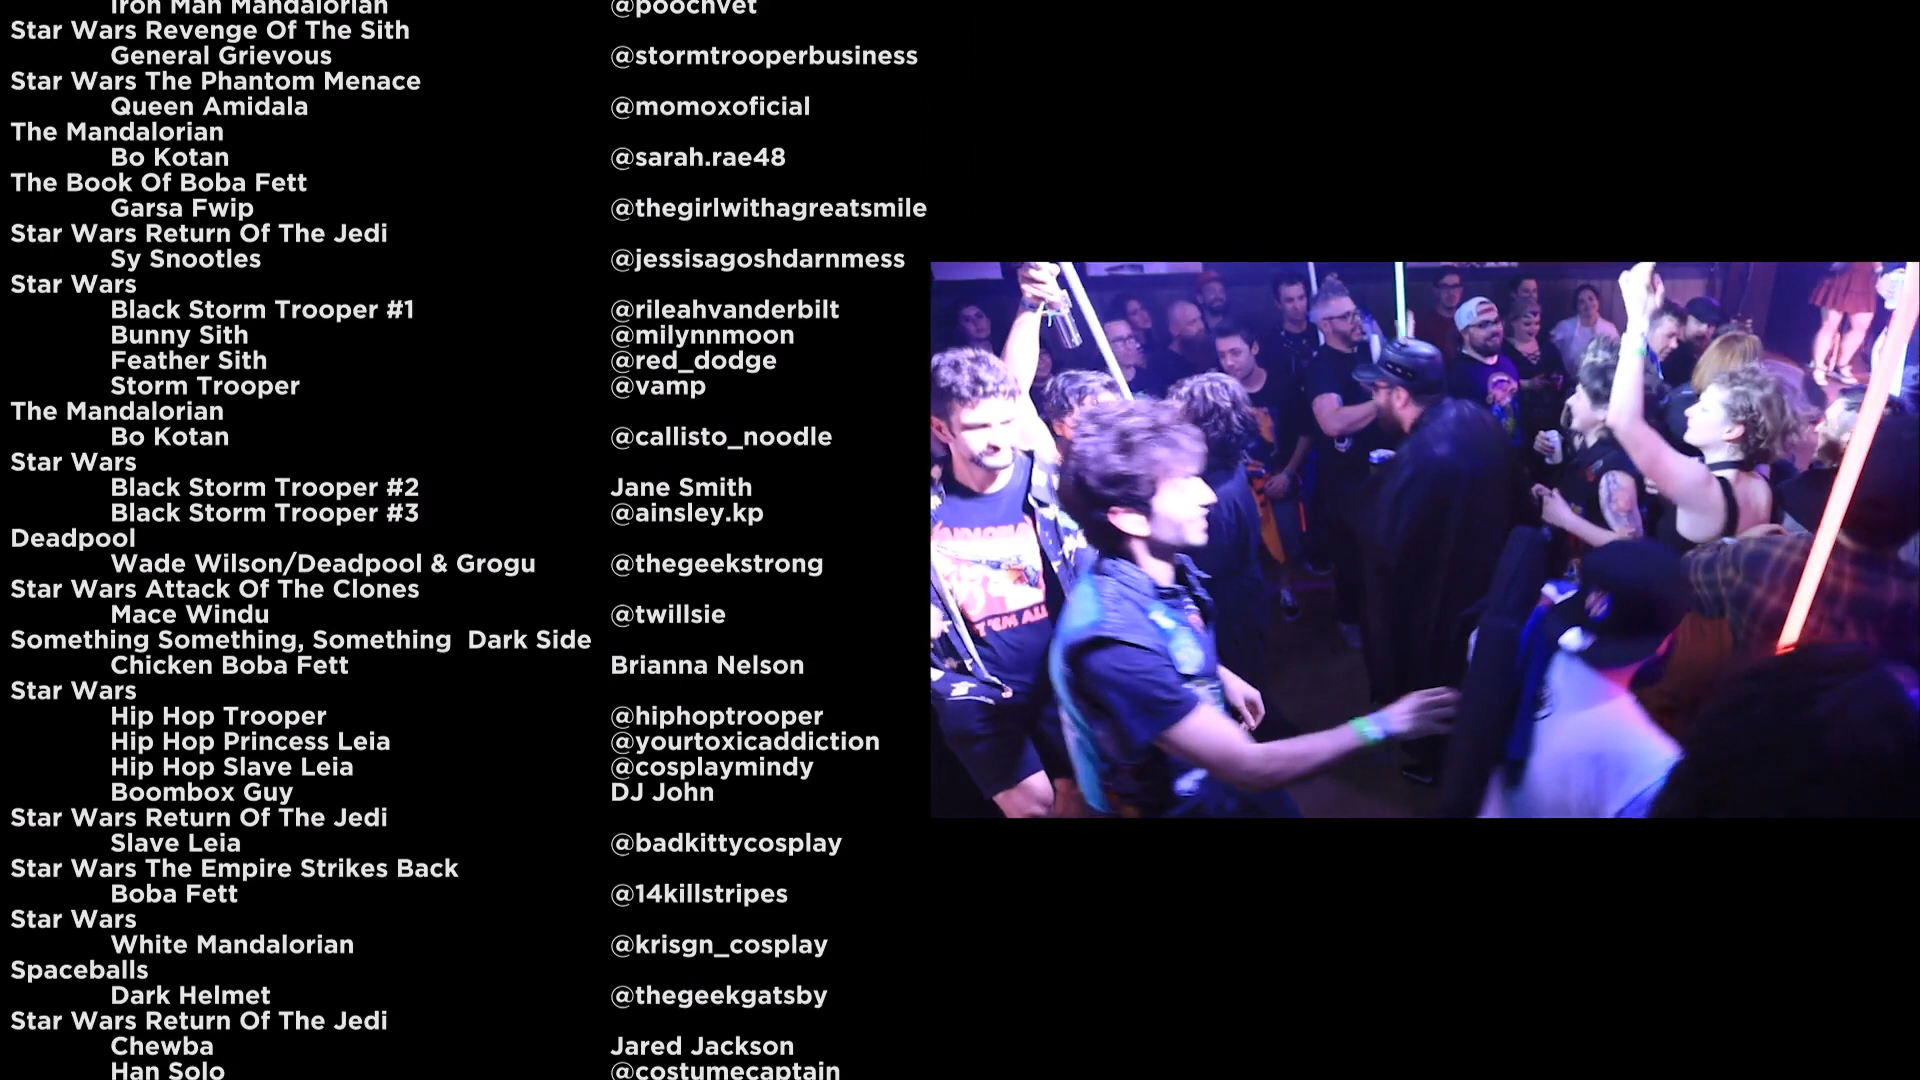 Iron Man Mandalorian @poochvet
Star Wars Revenge Of The Sith
General Grievous @stormtrooperbusiness
Star Wars The Phantom Menace
Queen Amidala @momoxoficial
The Mandalorian
Bo Kotan @sarah.rae48
The Book Of Boba Fett
Garsa Fwip @thegirlwithagreatsmile
Star Wars Return Of The Jedi
Sy Snootles @jessisagoshdarnmess
Star Wars
Black Storm Trooper #1 @rileahvanderbilt
Bunny Sith @milynnmoon
Feather Sith @red_dodge
Storm Trooper @vamp
The Mandalorian
Bo Kotan @callisto_noodle
Star Wars
Black Storm Trooper #2 Jane Smith
Black Storm Trooper #3 @ainsley.kp
Deadpool
Wade Wilson/Deadpool & Grogu @thegeekstrong
Star Wars Attack Of The Clones
Mace Windu @twillsie
Something Something, Something  Dark Side
Chicken Boba Fett Brianna Nelson
Star Wars
Hip Hop Trooper @hiphoptrooper
Hip Hop Princess Leia @yourtoxicaddiction
Hip Hop Slave Leia @cosplaymindy
Boombox Guy DJ John
Star Wars Return Of The Jedi
Slave Leia @badkittycosplay
Star Wars The Empire Strikes Back
Boba Fett @14killstripes
Star Wars
White Mandalorian @krisgn_cosplay
Spaceballs
Dark Helmet @thegeekgatsby
Star Wars Return Of The Jedi
Chewba Jared Jackson
Han Solo @costumecaptain